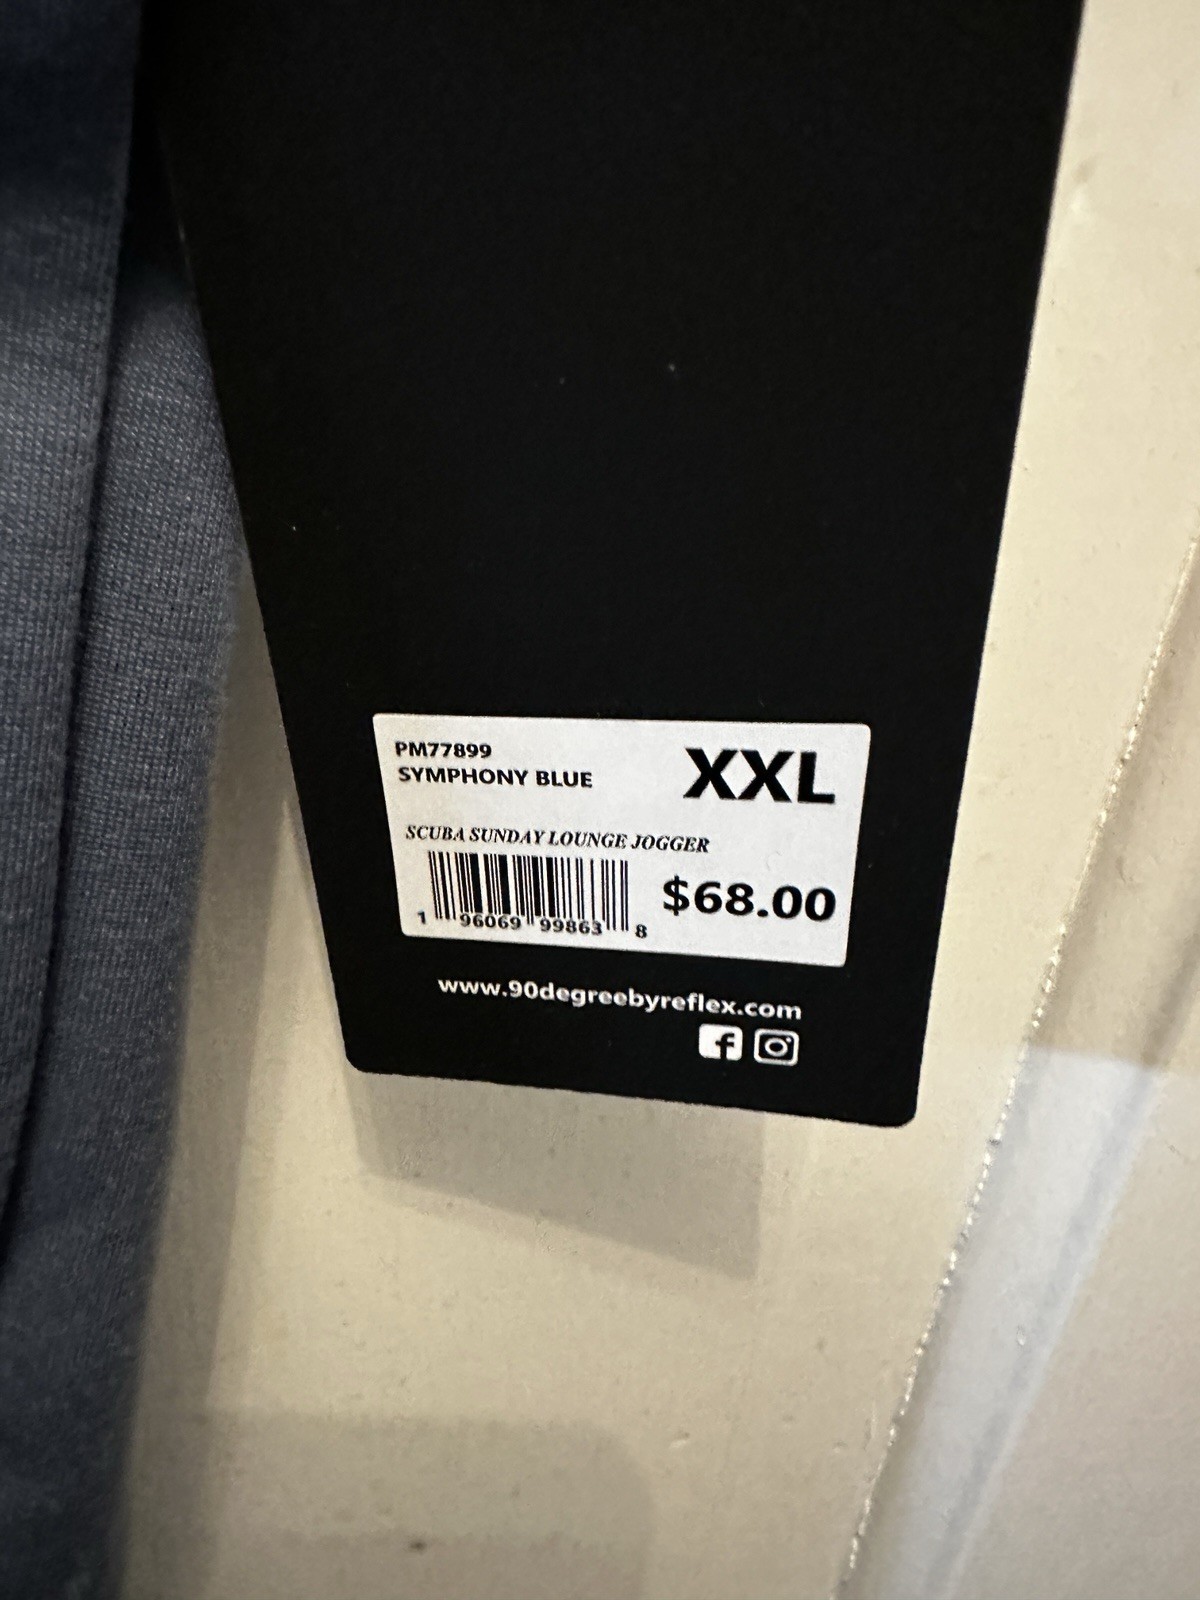 PM77899
SYMPHONY BLUE
XXL
SCUBA SUNDAY LOUNGE JOGGER
$68.00
1 96069 99863 8
www.90degreebyreflex.com